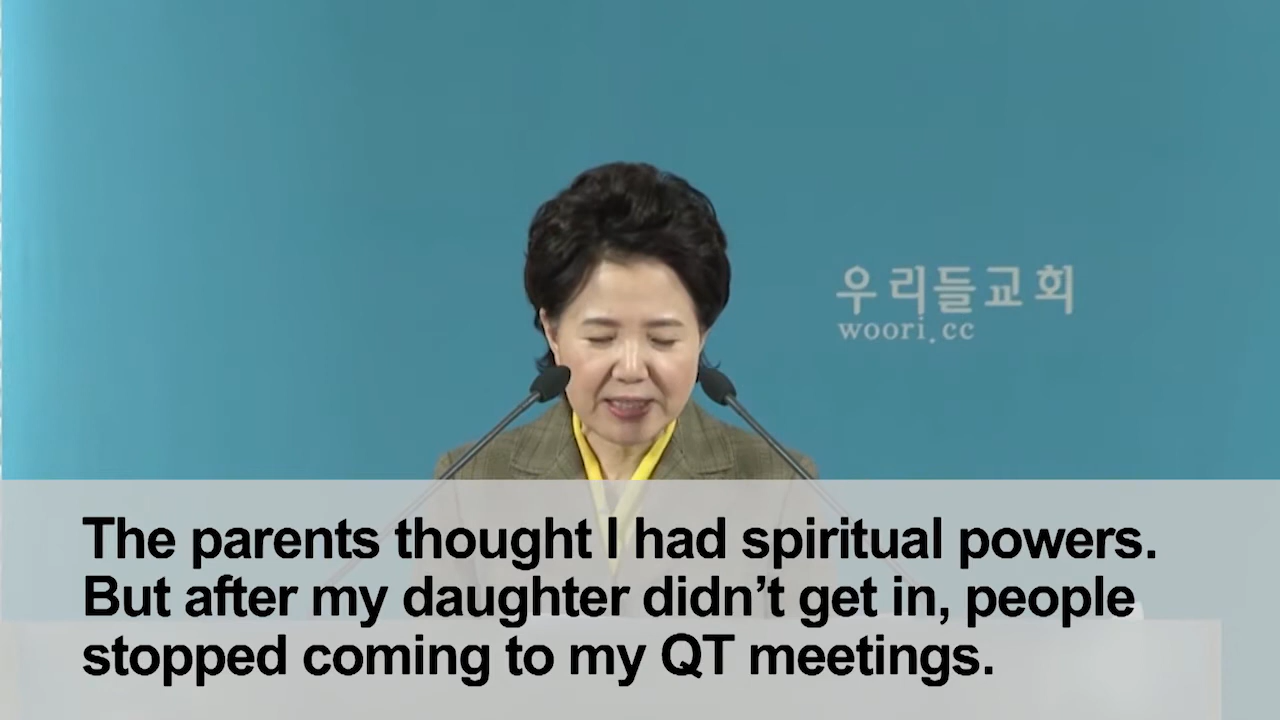 우리들교회
woori.cc
The parents thought I had spiritual powers.
But after my daughter didn’t get in, people
stopped coming to my QT meetings.